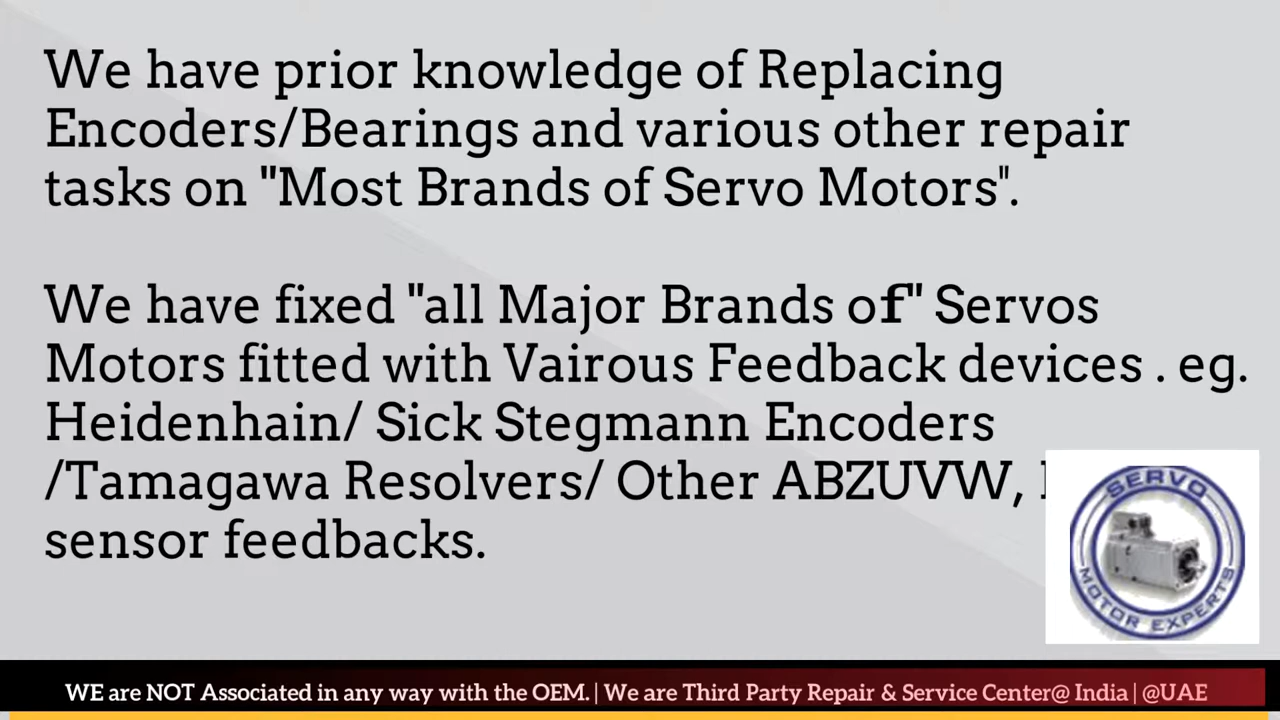 We have prior knowledge of Replacing
Encoders/Bearings and various other repair
tasks on "Most Brands of Servo Motors".
We have fixed "all Major Brands of" Servos
Motors fitted with Vairous Feedback devices . eg.
Heidenhain/ Sick Stegmann Encoders
/Tamagawa Resolvers/ Other ABZUVW,
sensor feedbacks.
SERVO
MOTOR EXPERTS
WE are NOT Associated in any way with the OEM. | We are Third Party Repair & Service Center@ India | @UAE